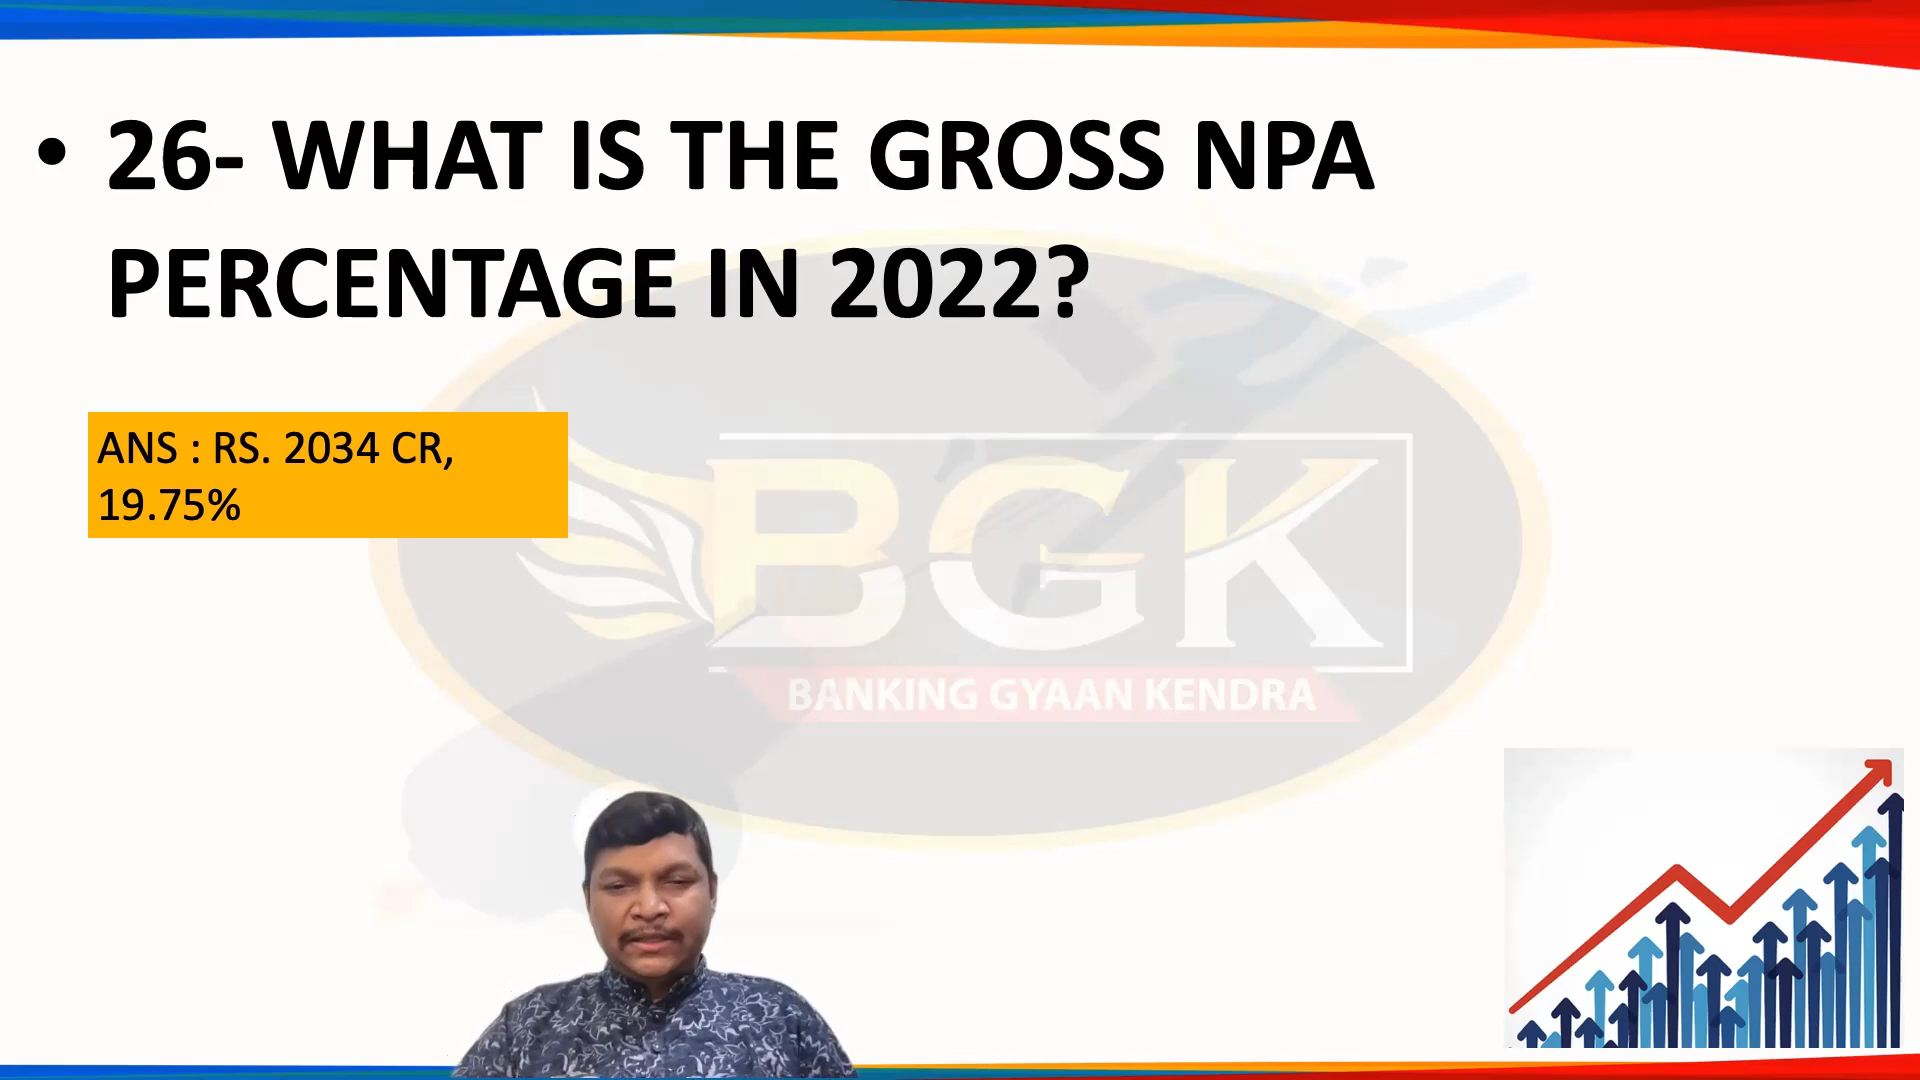 • 26- WHAT IS THE GROSS NPA
PERCENTAGE IN 2022?
ANS : RS. 2034 CR,
19.75%
BGK
BANKING GYAAN KENDRA